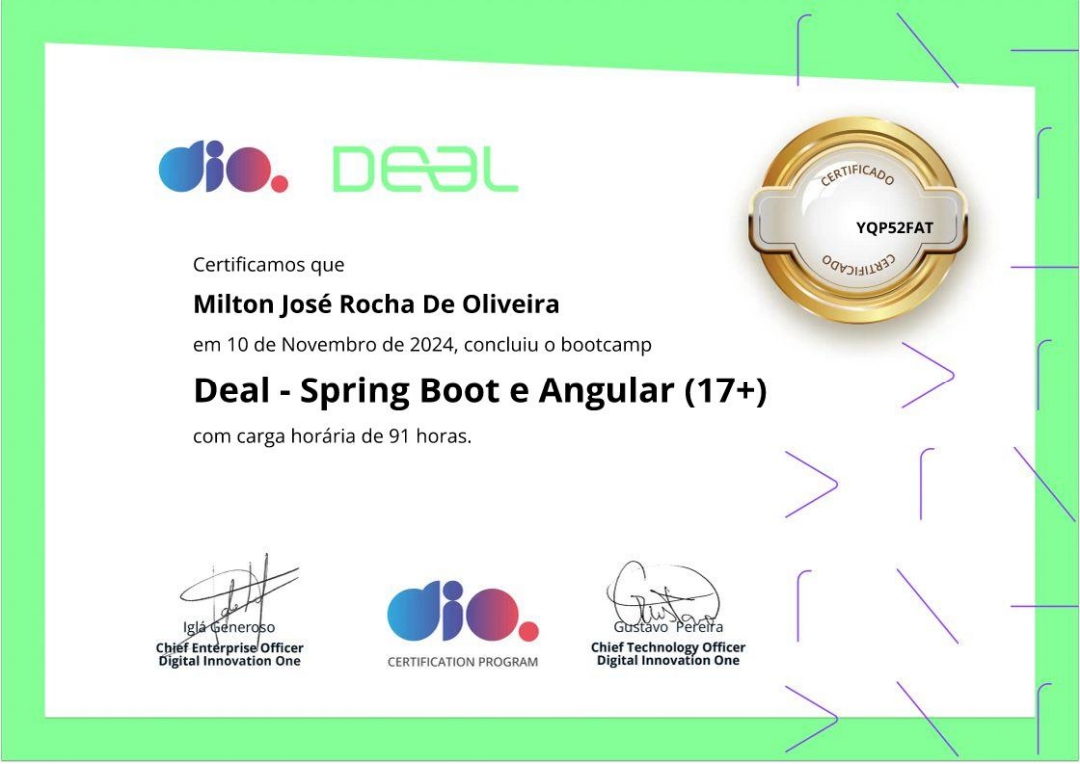 dio.
DEAL
CERTIFICADO
YQP52FAT
CERTIFICADO
Certificamos que
Milton José Rocha De Oliveira
em 10 de Novembro de 2024, concluiu o bootcamp
Deal - Spring Boot e Angular (17+)
com carga horária de 91 horas.
Iglá Generoso
Chief Enterprise Officer
Digital Innovation One
dio.
CERTIFICATION PROGRAM
Gustavo Pereira
Chief Technology Officer
Digital Innovation One